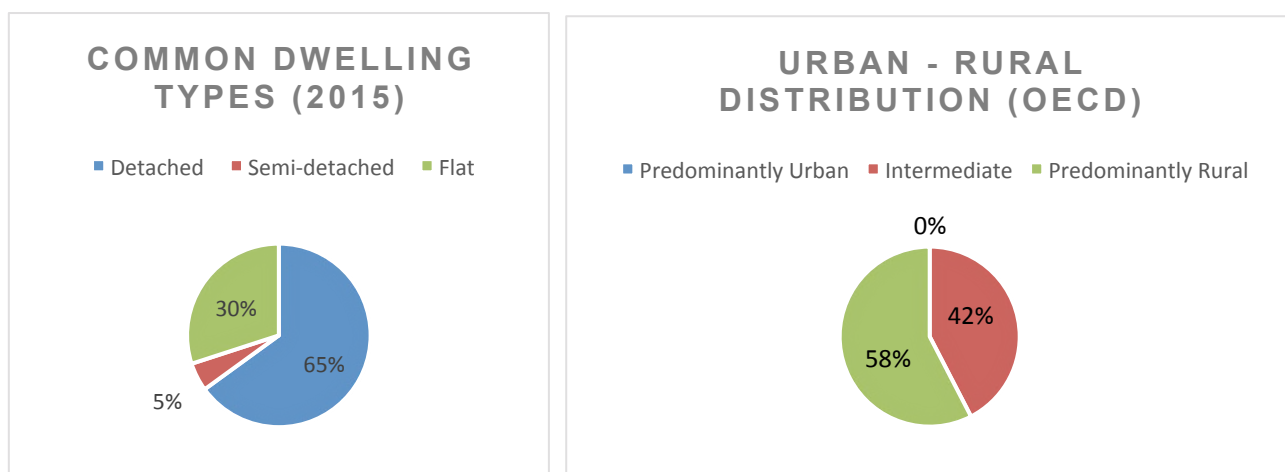 COMMON DWELLING
TYPES (2015)
Detached Semi-detached Flat
30%
65%
5%
URBAN - RURAL
DISTRIBUTION (OECD)
Predominantly Urban Intermediate Predominantly Rural
0%
42%
58%